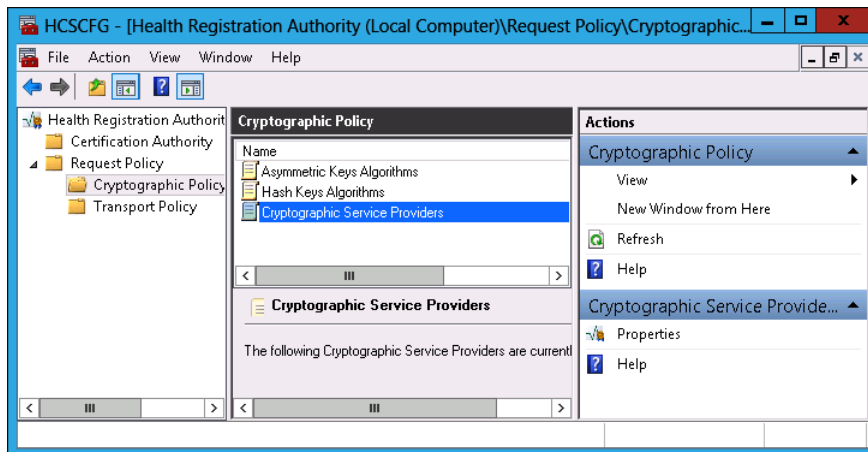 HCSCFG - [Health Registration Authority (Local Computer)\Request Policy\Cryptographic...
File Action View Window Help
Health Registration Authorit
Certification Authority
Request Policy
Cryptographic Policy
Transport Policy
Cryptographic Policy
Name
Asymmetric Keys Algorithms
Hash Keys Algorithms
Cryptographic Service Providers
Cryptographic Service Providers
The following Cryptographic Service Providers are currentl
Actions
Cryptographic Policy
View
New Window from Here
Refresh
Help
Cryptographic Service Provide...
Properties
Help